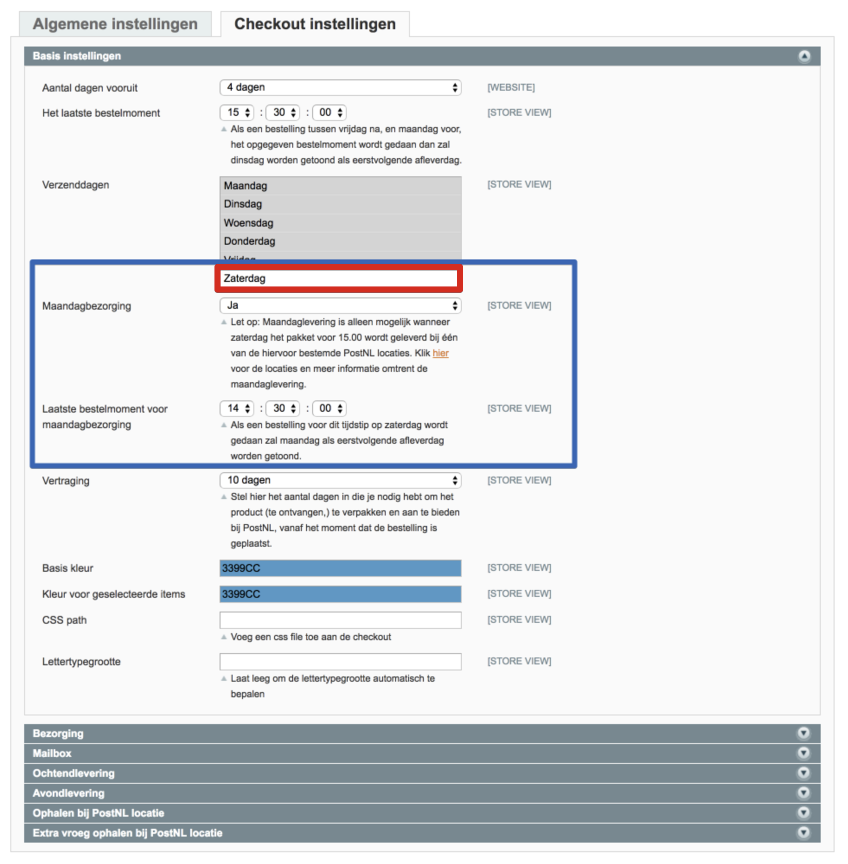 Algemene instellingen
Checkout instellingen
Basis instellingen
Aantal dagen vooruit
4 dagen
[WEBSITE]
Het laatste bestelmoment
15 : 30 : 00
[STORE VIEW]
Als een bestelling tussen vrijdag na, en maandag voor,
het opgegeven bestelmoment wordt gedaan dan zal
dinsdag worden getoond als eerstvolgende afleverdag.
Verzenddagen
Maandag
[STORE VIEW]
Dinsdag
Woensdag
Donderdag
Vrijdag
Zaterdag
Maandagbezorging
Ja
[STORE VIEW]
Let op: Maandaglevering is alleen mogelijk wanneer
zaterdag het pakket voor 15.00 wordt geleverd bij één
van de hiervoor bestemde PostNL locaties. Klik hier
voor de locaties en meer informatie omtrent de
maandaglevering.
Laatste bestelmoment voor
maandagbezorging
14 : 30 : 00
[STORE VIEW]
Als een bestelling voor dit tijdstip op zaterdag wordt
gedaan zal maandag als eerstvolgende afleverdag
worden getoond.
Vertraging
10 dagen
[STORE VIEW]
Stel hier het aantal dagen in die je nodig hebt om het
product (te ontvangen,) te verpakken en aan te bieden
bij PostNL, vanaf het moment dat de bestelling is
geplaatst.
Basis kleur
3399CC
[STORE VIEW]
Kleur voor geselecteerde items
3399CC
[STORE VIEW]
CSS path
[STORE VIEW]
Voeg een css file toe aan de checkout
Lettertypegrootte
[STORE VIEW]
Laat leeg om de lettertypegrootte automatisch te
bepalen
Bezorging
Mailbox
Ochtendlevering
Avondlevering
Ophalen bij PostNL locatie
Extra vroeg ophalen bij PostNL locatie